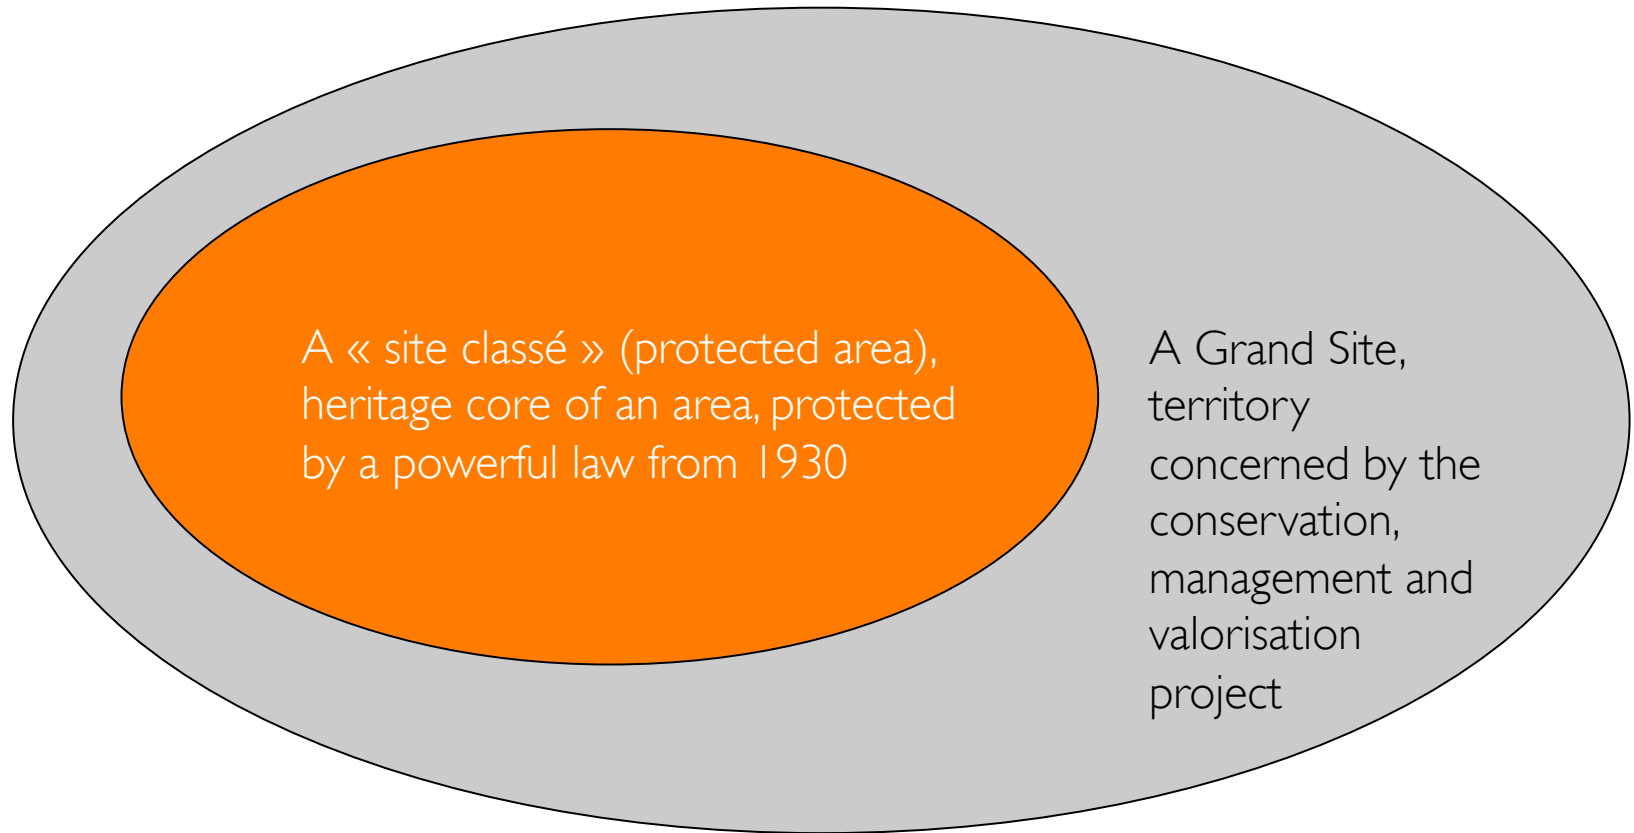 A « site classé » (protected area),
heritage core of an area, protected
by a powerful law from 1930
A Grand Site,
territory
concerned by the
conservation,
management and
valorisation
project